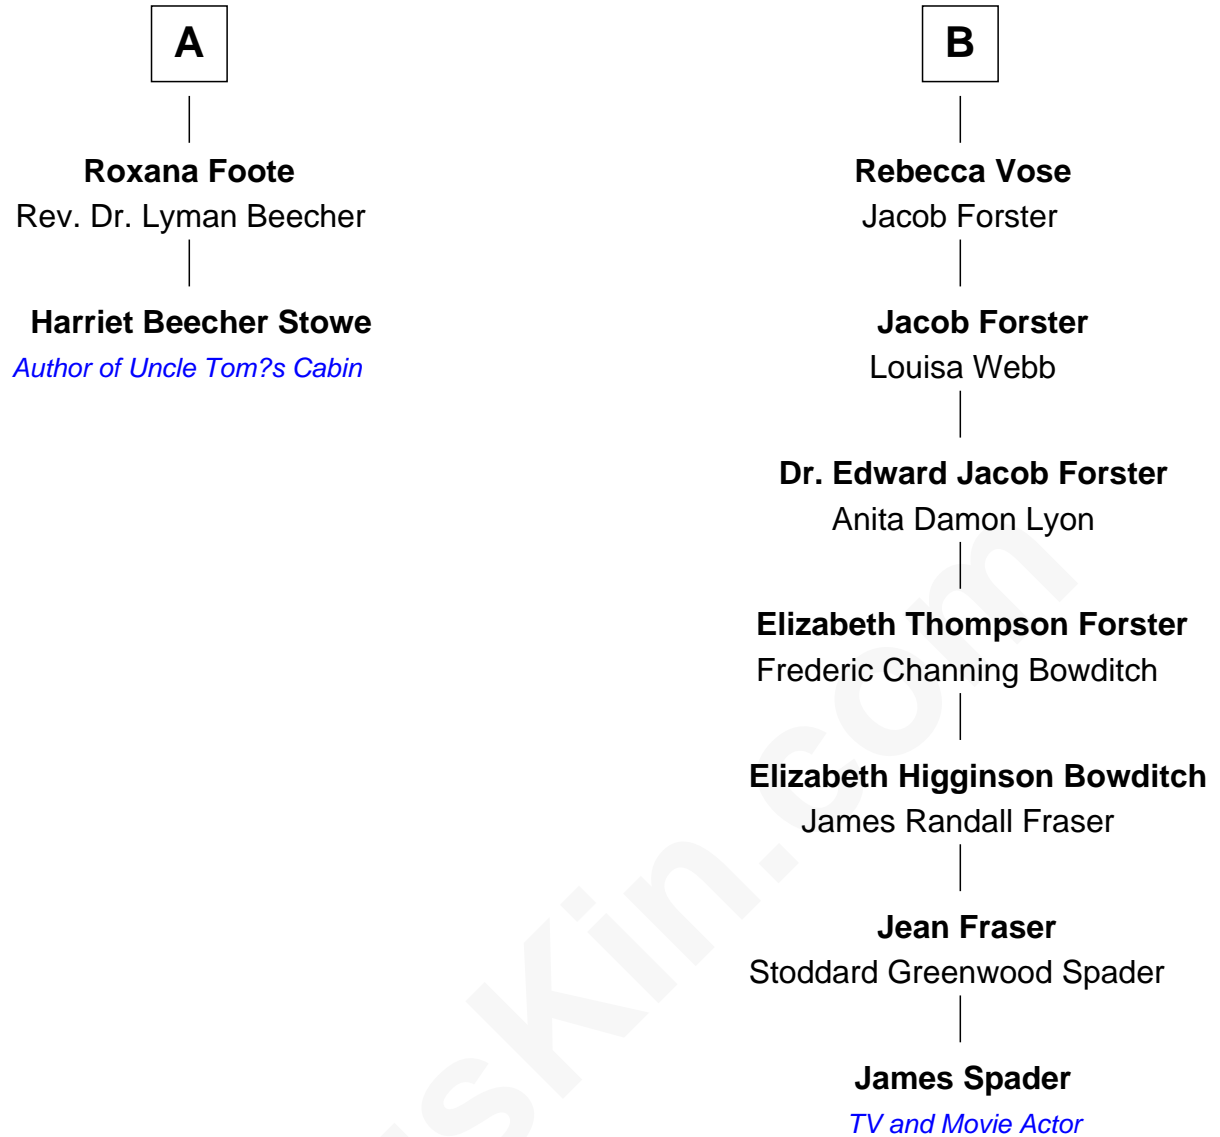 A
Roxana Foote
Rev. Dr. Lyman Beecher
Harriet Beecher Stowe
Author of Uncle Tom?s Cabin
B
Rebecca Vose
Jacob Forster
Jacob Forster
Louisa Webb
Dr. Edward Jacob Forster
Anita Damon Lyon
Elizabeth Thompson Forster
Frederic Channing Bowditch
Elizabeth Higginson Bowditch
James Randall Fraser
Jean Fraser
Stoddard Greenwood Spader
James Spader
TV and Movie Actor
sKin.com